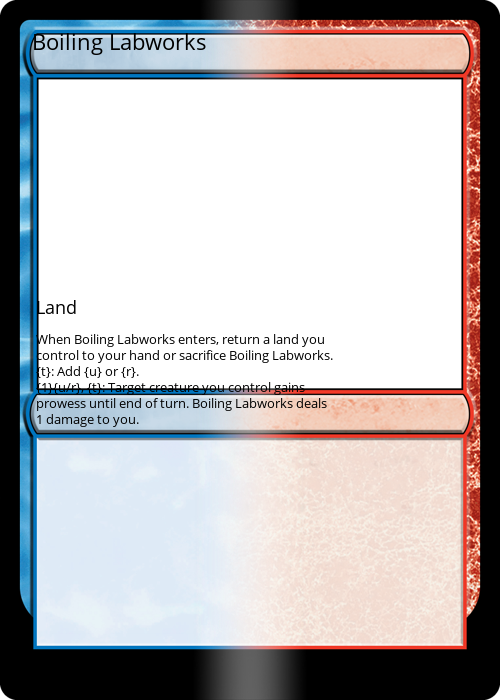 Boiling Labworks
Land
When Boiling Labworks enters, return a land you
control to your hand or sacrifice Boiling Labworks.
{t}: Add {u} or {r}.
{1}{u/r}, {t}: Target creature you control gains
prowess until end of turn. Boiling Labworks deals
1 damage to you.